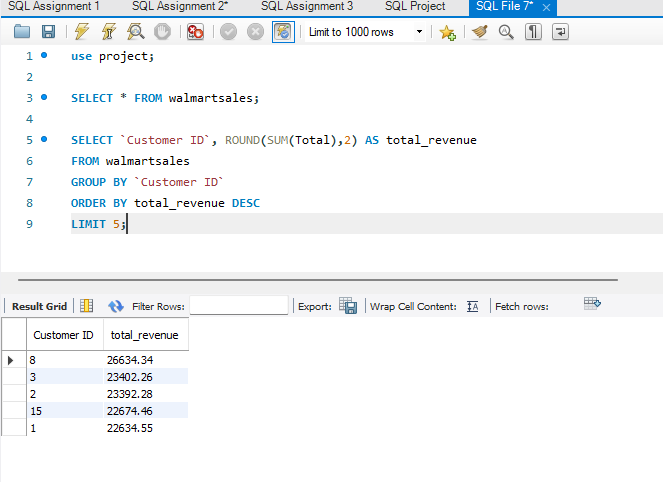 SQL Assignment 1 SQL Assignment 2* SQL Assignment 3 SQL Project SQL File 7* ×
Limit to 1000 rows
1 use project;
2
3 SELECT * FROM walmartsales;
4
5 SELECT `Customer ID`, ROUND(SUM(Total),2) AS total_revenue
6 FROM walmartsales
7 GROUP BY `Customer ID`
8 ORDER BY total_revenue DESC
9 LIMIT 5;
Result Grid Filter Rows: Export: Wrap Cell Content: Fetch rows:
Customer ID total_revenue
8 26634.34
3 23402.26
2 23392.28
15 22674.46
1 22634.55